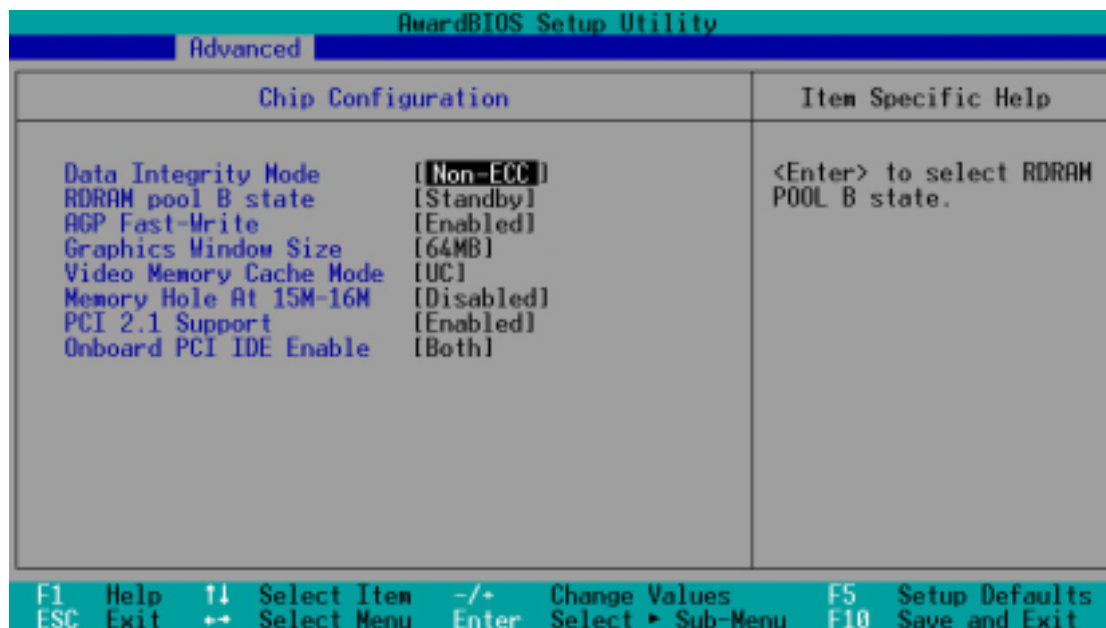 AwardBIOS Setup Utility
Advanced
Chip Configuration
Item Specific Help
Data Integrity Mode [Non-ECC]
RDRAM pool B state [Standby]
AGP Fast-Write [Enabled]
Graphics Window Size [64MB]
Video Memory Cache Mode [UC]
Memory Hole At 15M-16M [Disabled]
PCI 2.1 Support [Enabled]
Onboard PCI IDE Enable [Both]
<Enter> to select RDRAM
POOL B state.
F1 Help ↑↓ Select Item -/+ Change Values F5 Setup Defaults
ESC Exit ←→ Select Menu Enter Select ► Sub-Menu F10 Save and Exit